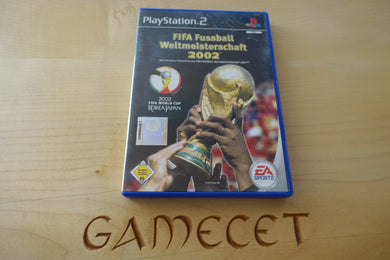 PlayStation 2
FIFA Fussball
Weltmeisterschaft
2002
2002
FIFA WORLD CUP
KOREA JAPAN
EA
SPORTS
GAMECET